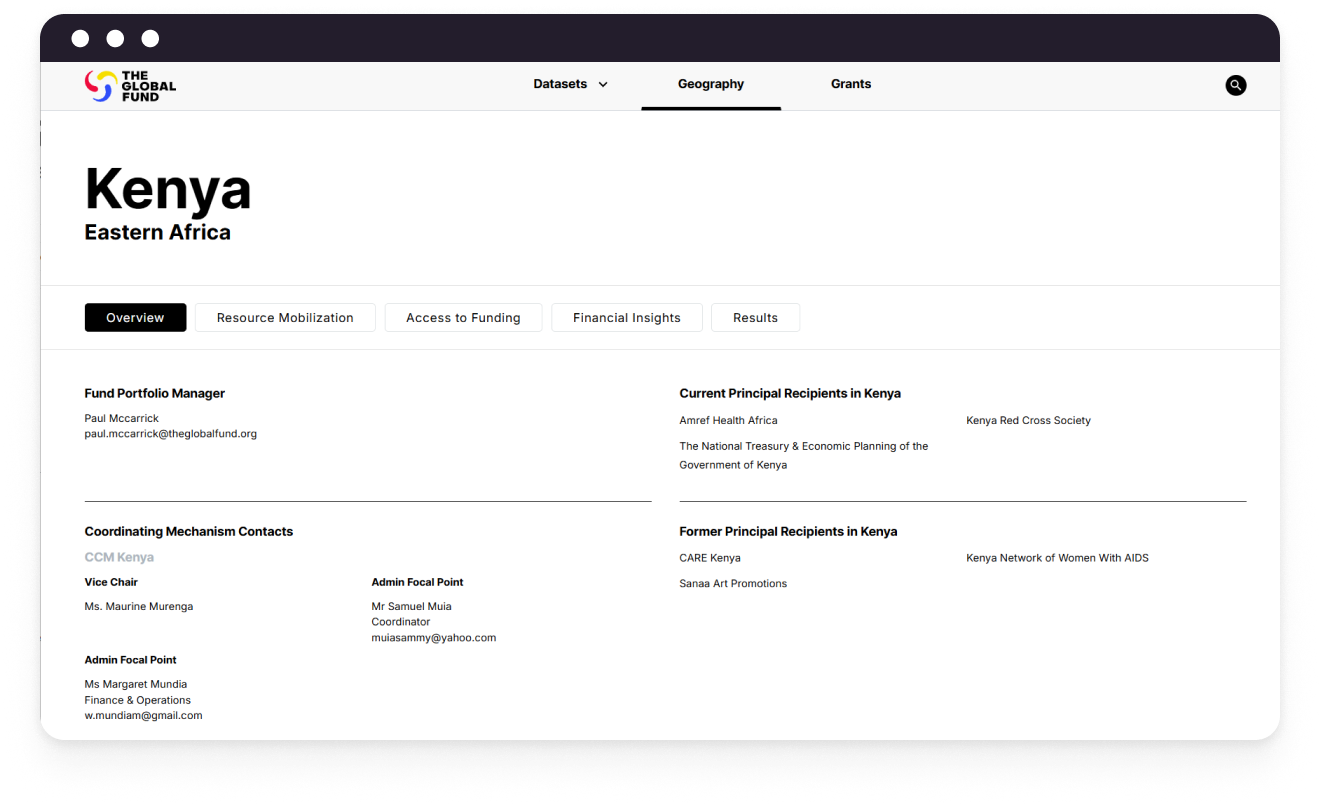 THE
GLOBAL
FUND
Datasets
Geography
Grants
Kenya
Eastern Africa
Overview
Resource Mobilization
Access to Funding
Financial Insights
Results
Fund Portfolio Manager
Paul Mccarrick
paul.mccarrick@theglobalfund.org
Current Principal Recipients in Kenya
Amref Health Africa
Kenya Red Cross Society
The National Treasury & Economic Planning of the
Government of Kenya
Coordinating Mechanism Contacts
CCM Kenya
Vice Chair
Ms. Maurine Murenga
Admin Focal Point
Mr Samuel Muia
Coordinator
muiasammy@yahoo.com
Admin Focal Point
Ms Margaret Mundia
Finance & Operations
w.mundiam@gmail.com
Former Principal Recipients in Kenya
CARE Kenya
Kenya Network of Women With AIDS
Sanaa Art Promotions